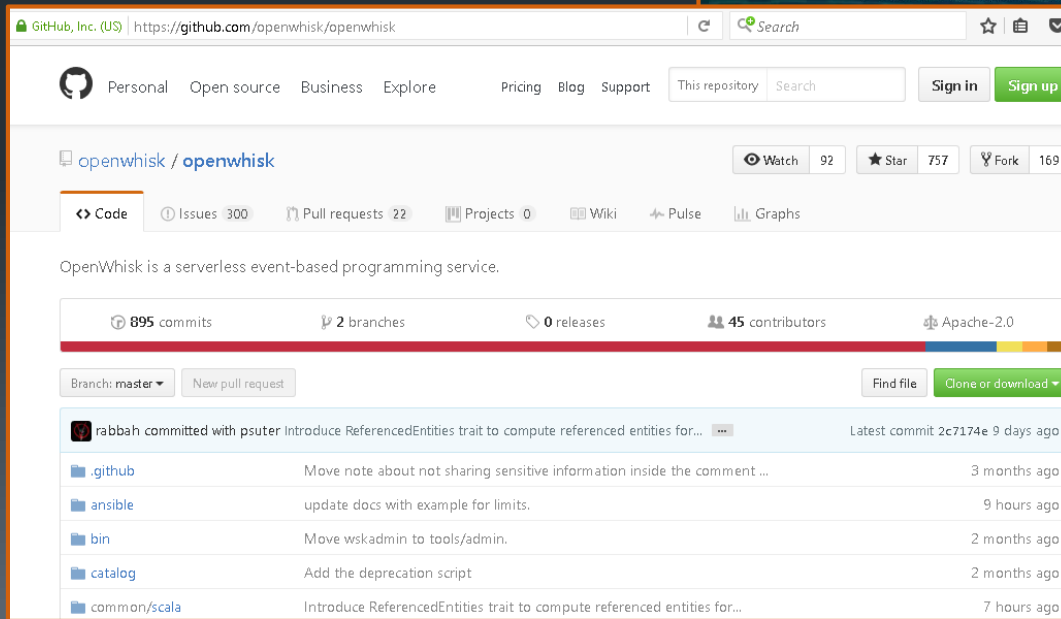 GitHub, Inc. (US) https://github.com/openwhisk/openwhisk Search
Personal Open source Business Explore Pricing Blog Support This repository Search Sign in Sign up
openwhisk / openwhisk Watch 92 Star 757 Fork 169
Code Issues 300 Pull requests 22 Projects 0 Wiki Pulse Graphs
OpenWhisk is a serverless event-based programming service.
895 commits 2 branches 0 releases 45 contributors Apache-2.0
Branch: master New pull request Find file Clone or download
rabbah committed with psuter Introduce ReferencedEntities trait to compute referenced entities for... ... Latest commit 2c7174e 9 days ago
.github Move note about not sharing sensitive information inside the comment ... 3 months ago
ansible update docs with example for limits. 9 hours ago
bin Move wskadmin to tools/admin. 2 months ago
catalog Add the deprecation script 2 months ago
common/scala Introduce ReferencedEntities trait to compute referenced entities for... 7 hours ago